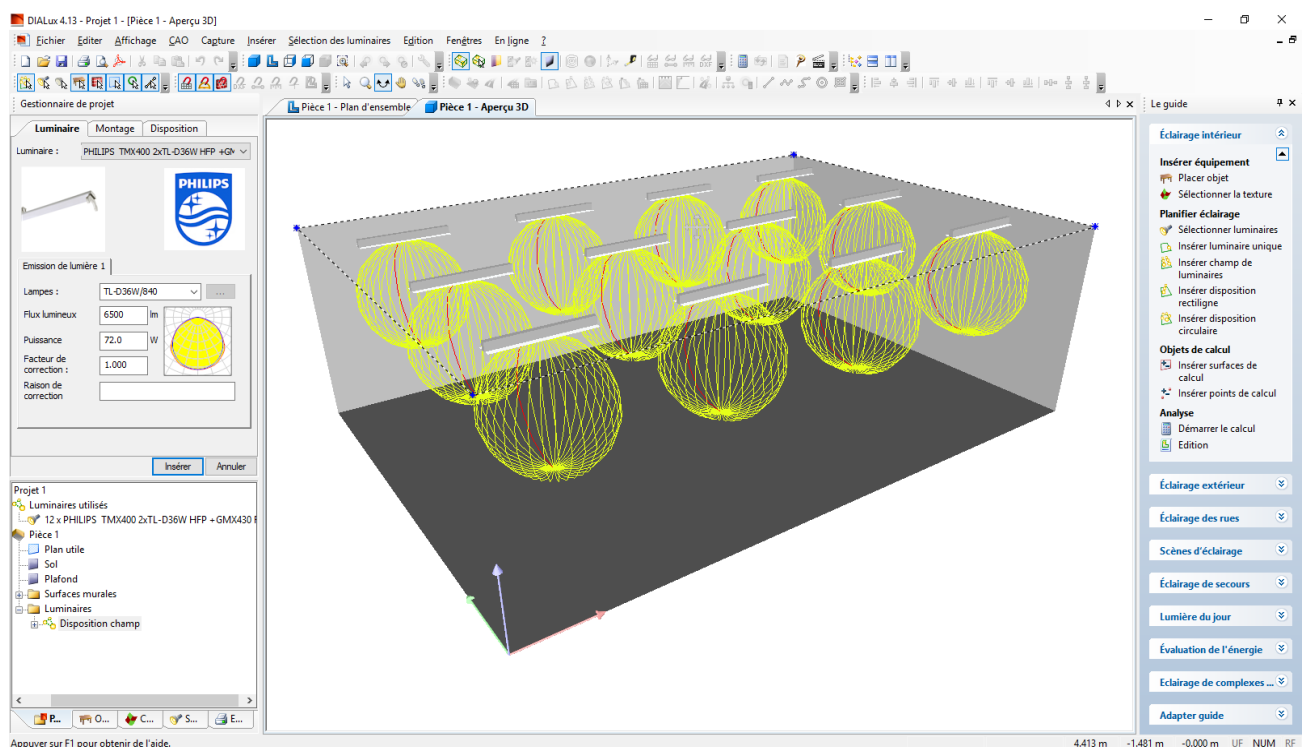 DIALux 4.13 - Projet 1 - [Pièce 1 - Aperçu 3D]
Eichier Editer Affichage CAO Capture Insérer Sélection des luminaires Edition Fenêtres En ligne ?
Gestionnaire de projet
Pièce 1 - Plan d'ensemble
Pièce 1 - Aperçu 3D
Le guide
Luminaire Montage Disposition
Luminaire :
PHILIPS TMX400 2xTL-D36W HFP +GM
PHILIPS
Emission de lumière 1
Lampes :
TL-D36W/840
...
Flux lumineux
6500
lm
Puissance
72.0
W
Facteur de
correction :
1.000
Raison de
correction
Insérer
Annuler
Projet 1
Luminaires utilisés
12 x PHILIPS TMX400 2xTL-D36W HFP +GMX430
Pièce 1
Plan utile
Sol
Plafond
Surfaces murales
Luminaires
Disposition champ
P... O... C... S... E...
Éclairage intérieur
Insérer équipement
Placer objet
Sélectionner la texture
Planifier éclairage
Sélectionner luminaires
Insérer luminaire unique
Insérer champ de
luminaires
Insérer disposition
rectiligne
Insérer disposition
circulaire
Objets de calcul
Insérer surfaces de
calcul
Insérer points de calcul
Analyse
Démarrer le calcul
Edition
Éclairage extérieur
Éclairage des rues
Scènes d'éclairage
Éclairage de secours
Lumière du jour
Évaluation de l'énergie
Eclairage de complexes ...
Adapter guide
Appuyer sur F1 pour obtenir de l'aide.
4.413 m -1.481 m -0.000 m UF NUM RF